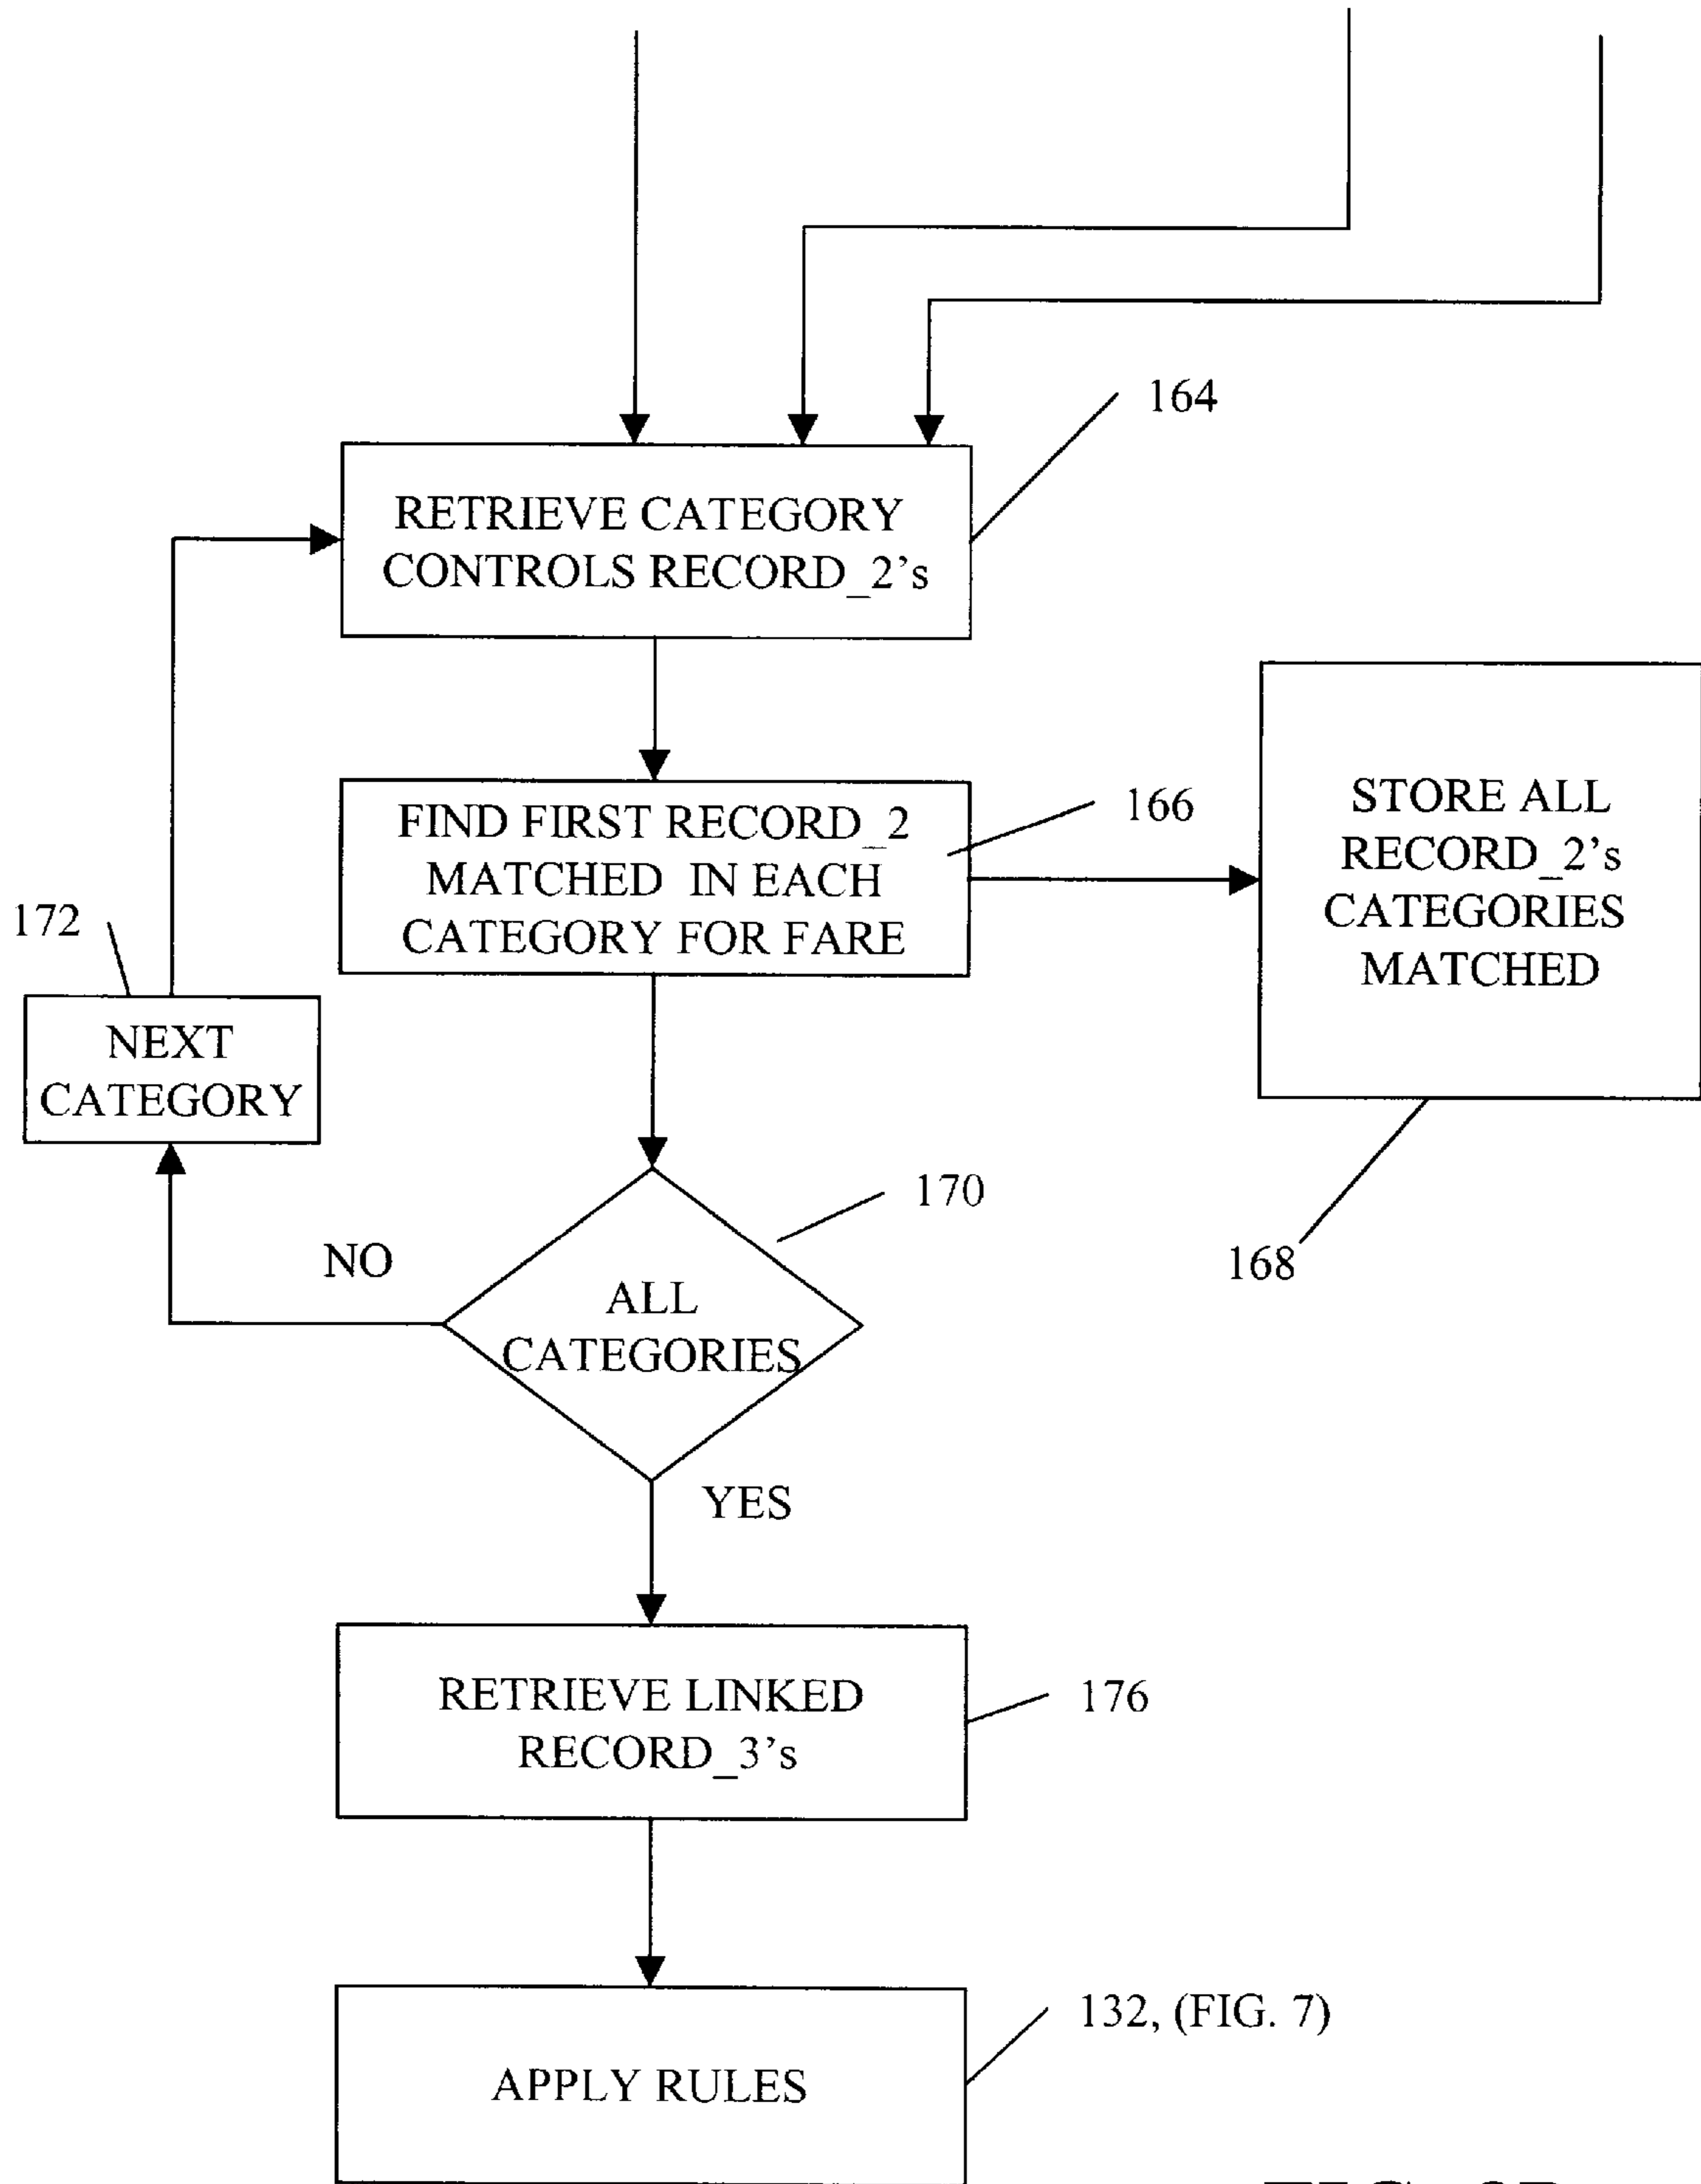 164
RETRIEVE CATEGORY
CONTROLS RECORD_2’s
166
FIND FIRST RECORD_2
MATCHED IN EACH
CATEGORY FOR FARE
STORE ALL
RECORD_2’s
CATEGORIES
MATCHED
172
NEXT
CATEGORY
170
168
NO
ALL
CATEGORIES
YES
RETRIEVE LINKED
RECORD_3’s
176
132, (FIG. 7)
APPLY RULES